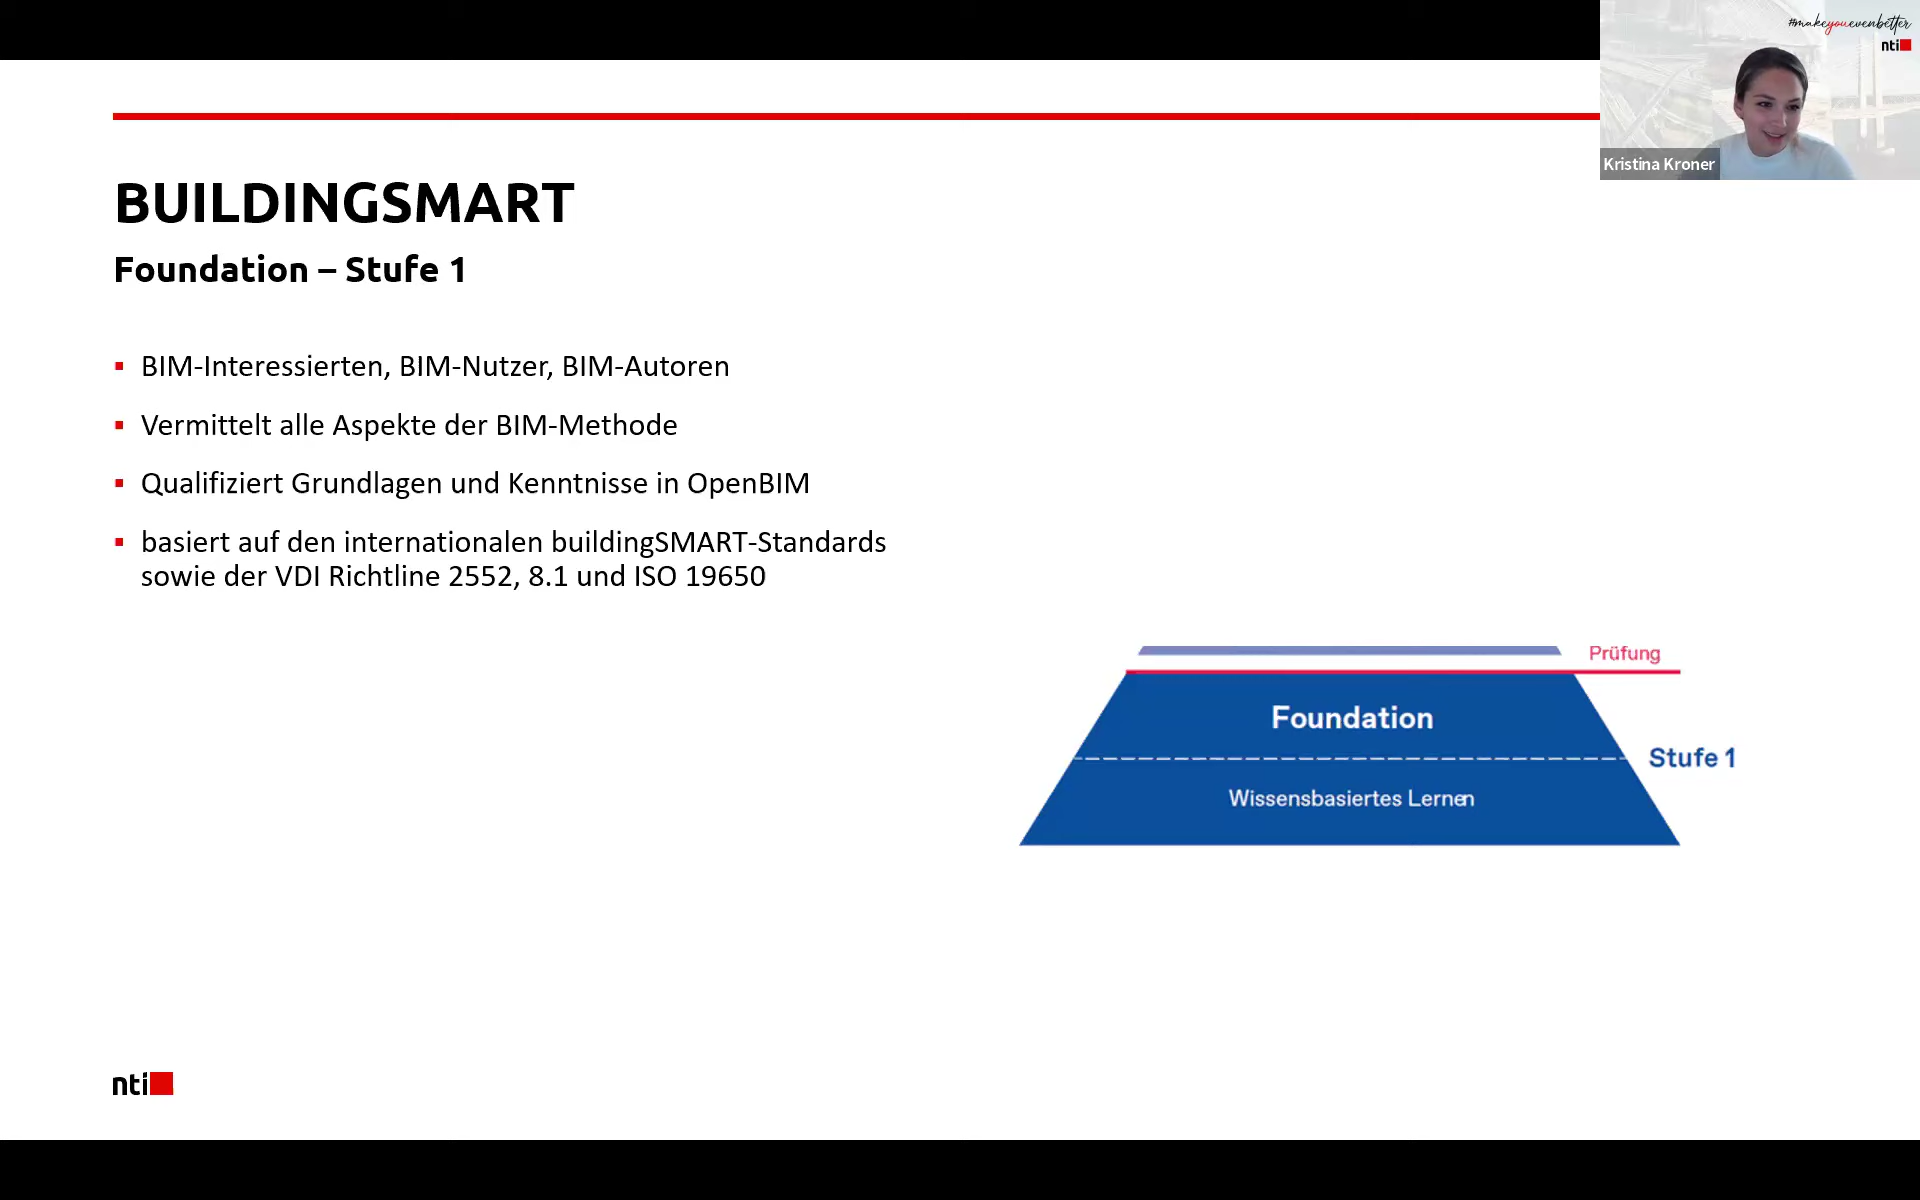 #makeyouevenbetter
nti
Kristina Kroner
BUILDINGSMART
Foundation – Stufe 1
▪ BIM-Interessierten, BIM-Nutzer, BIM-Autoren
▪ Vermittelt alle Aspekte der BIM-Methode
▪ Qualifiziert Grundlagen und Kenntnisse in OpenBIM
▪ basiert auf den internationalen buildingSMART-Standards
sowie der VDI Richtline 2552, 8.1 und ISO 19650
Prüfung
Foundation
Stufe 1
Wissensbasiertes Lernen
nti